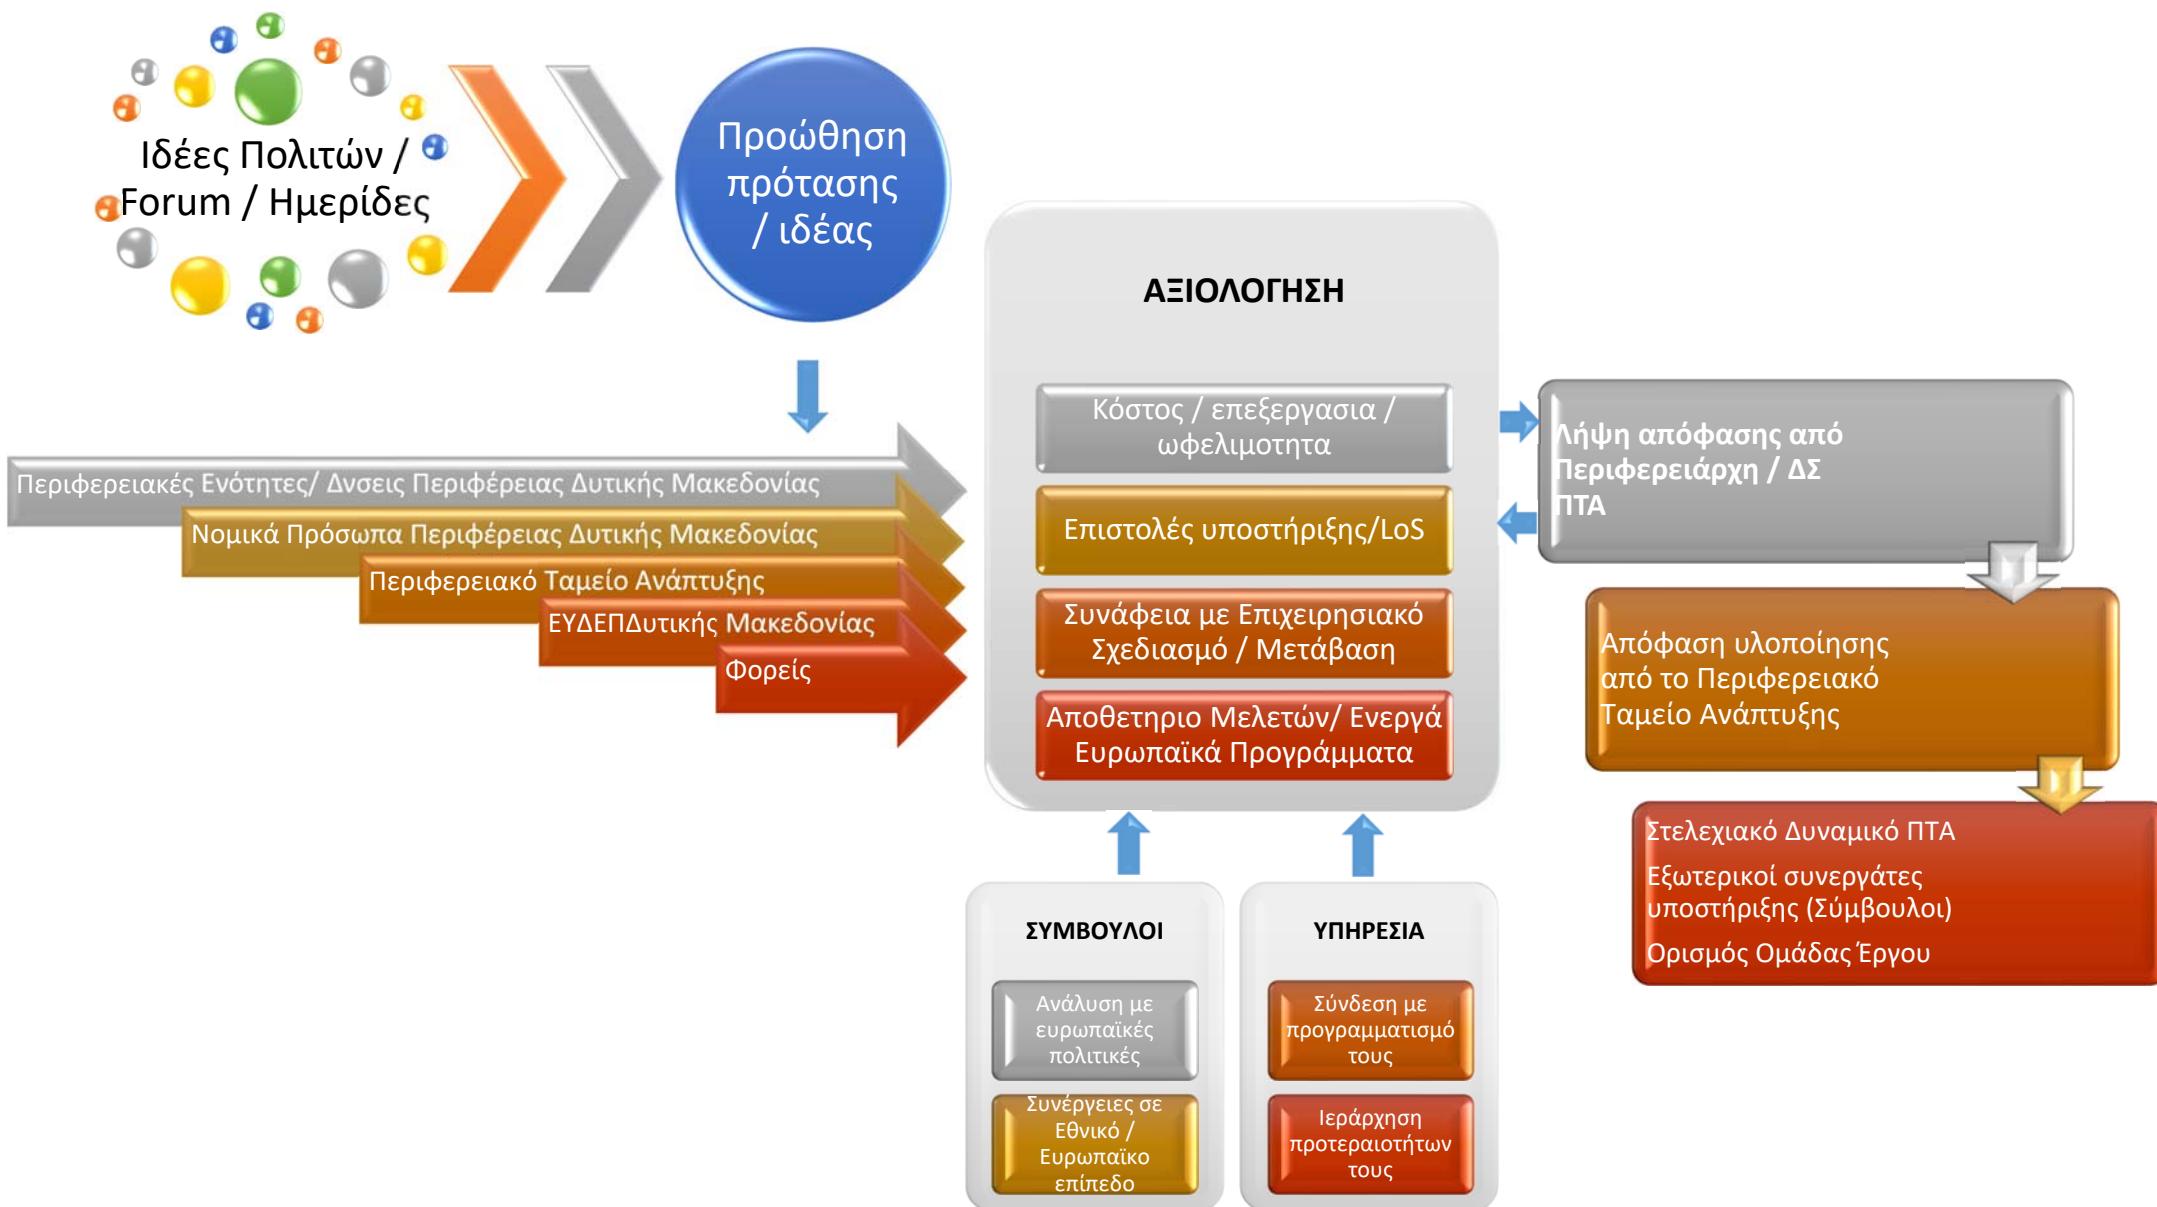 Ιδέες Πολιτών /
Forum / Ημερίδες
Προώθηση
πρότασης
/ ιδέας
Περιφερειακές Ενότητες/ Δνσεις Περιφέρειας Δυτικής Μακεδονίας
Νομικά Πρόσωπα Περιφέρειας Δυτικής Μακεδονίας
Περιφερειακό Ταμείο Ανάπτυξης
ΕΥΔΕΠΔυτικής Μακεδονίας
Φορείς
ΑΞΙΟΛΟΓΗΣΗ
Κόστος / επεξεργασια /
ωφελιμοτητα
Επιστολές υποστήριξης/LoS
Συνάφεια με Επιχειρησιακό
Σχεδιασμό / Μετάβαση
Αποθετηριο Μελετών/ Ενεργά
Ευρωπαϊκά Προγράμματα
Λήψη απόφασης από
Περιφερειάρχη / ΔΣ
ΠΤΑ
Απόφαση υλοποίησης
από το Περιφερειακό
Ταμείο Ανάπτυξης
Στελεχιακό Δυναμικό ΠΤΑ
Εξωτερικοί συνεργάτες
υποστήριξης (Σύμβουλοι)
Ορισμός Ομάδας Έργου
ΣΥΜΒΟΥΛΟΙ
Ανάλυση με
ευρωπαϊκές
πολιτικές
Συνέργειες σε
Εθνικό /
Ευρωπαϊκο
επίπεδο
ΥΠΗΡΕΣΙΑ
Σύνδεση με
προγραμματισμό
τους
Ιεράρχηση
προτεραιοτήτων
τους